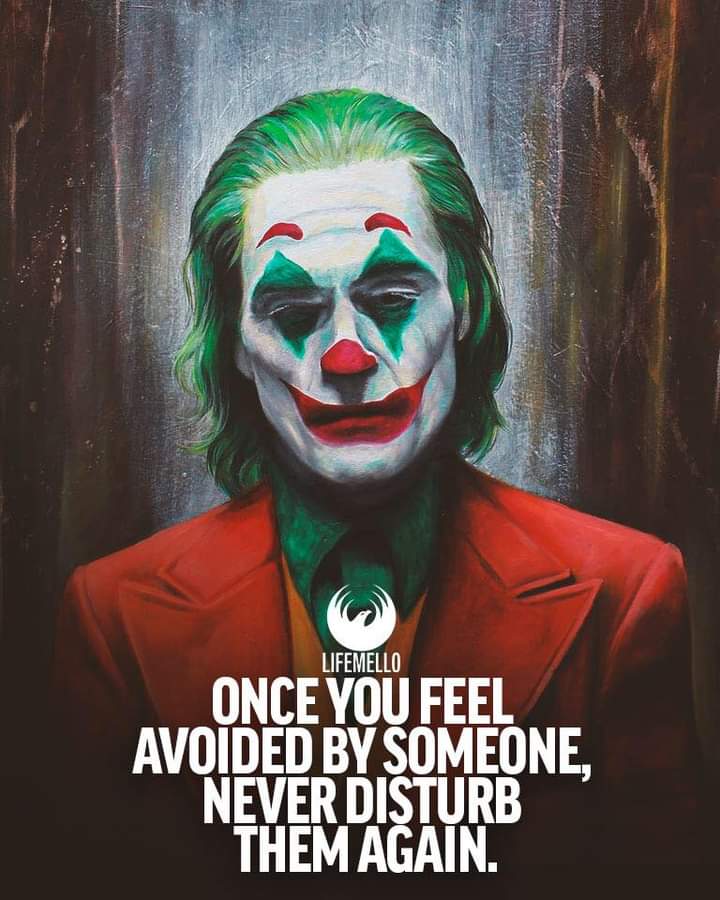 LIFEMELLO
ONCE YOU FEEL
AVOIDED BY SOMEONE,
NEVER DISTURB
THEM AGAIN.